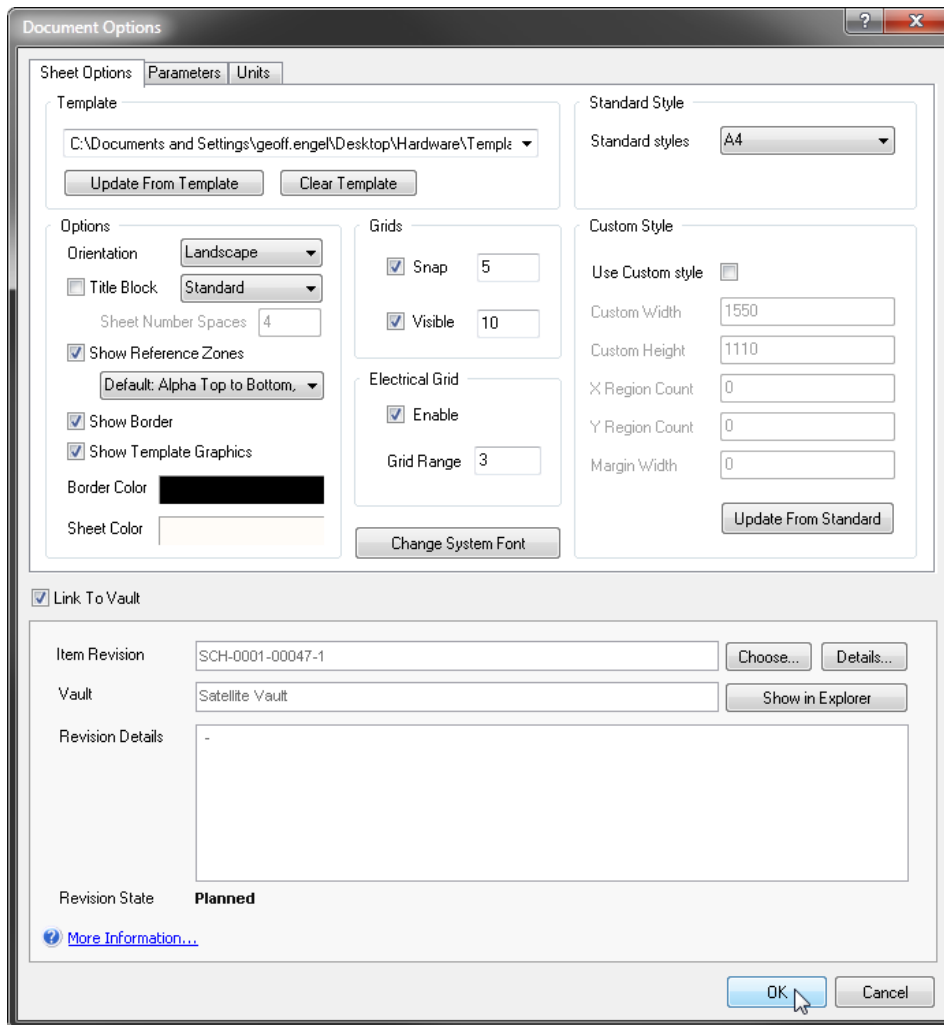 Document Options
?
x
Sheet Options Parameters Units
Template
C:\Documents and Settings\geoff.engel\Desktop\Hardware\Templa
Update From Template Clear Template
Standard Style
Standard styles A4
Options
Orientation Landscape
Title Block Standard
Sheet Number Spaces 4
Show Reference Zones
Default: Alpha Top to Bottom,
Show Border
Show Template Graphics
Border Color
Sheet Color
Grids
Snap 5
Visible 10
Electrical Grid
Enable
Grid Range 3
Change System Font
Custom Style
Use Custom style
Custom Width 1550
Custom Height 1110
X Region Count 0
Y Region Count 0
Margin Width 0
Update From Standard
Link To Vault
Item Revision SCH-0001-00047-1 Choose... Details...
Vault Satellite Vault Show in Explorer
Revision Details -
Revision State Planned
? More Information...
OK Cancel